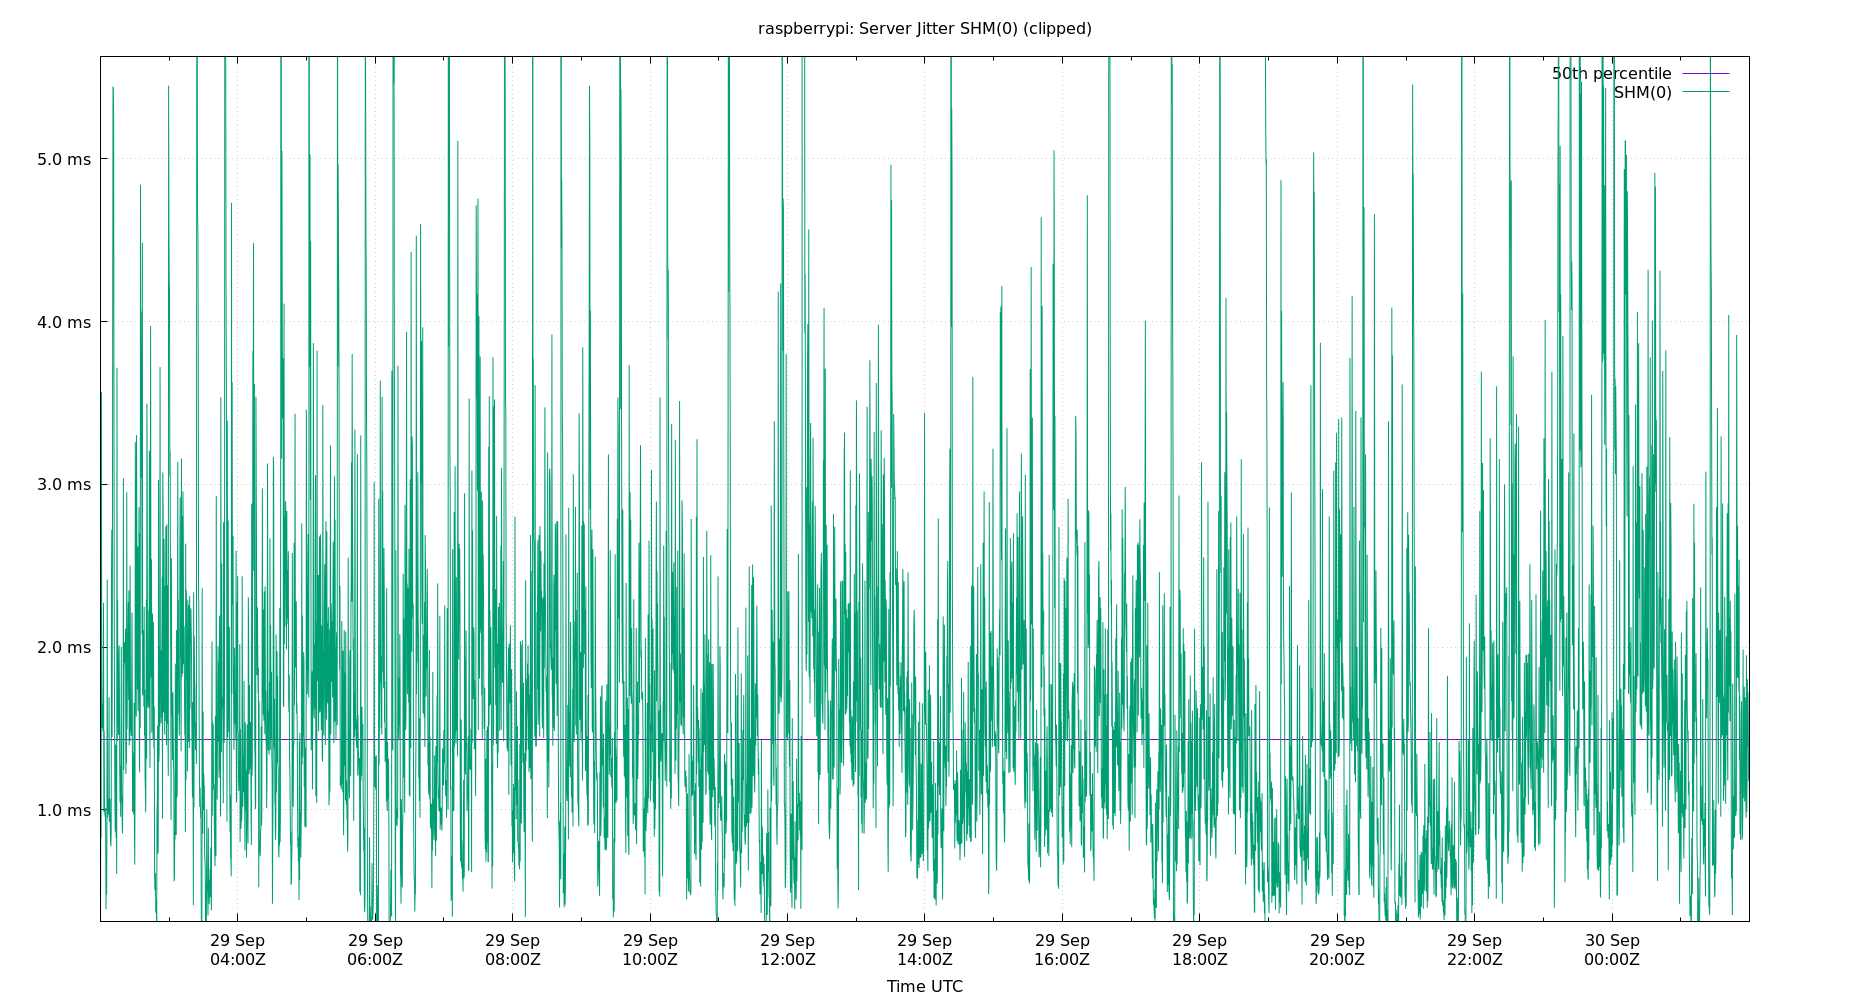 raspberrypi: Server Jitter SHM(0) (clipped)
50th percentile
SHM(0)
5.0 ms
4.0 ms
3.0 ms
2.0 ms
1.0 ms
29 Sep 29 Sep 29 Sep 29 Sep 29 Sep 29 Sep 29 Sep 29 Sep 29 Sep 29 Sep 30 Sep
04:00Z 06:00Z 08:00Z 10:00Z 12:00Z 14:00Z 16:00Z 18:00Z 20:00Z 22:00Z 00:00Z
Time UTC